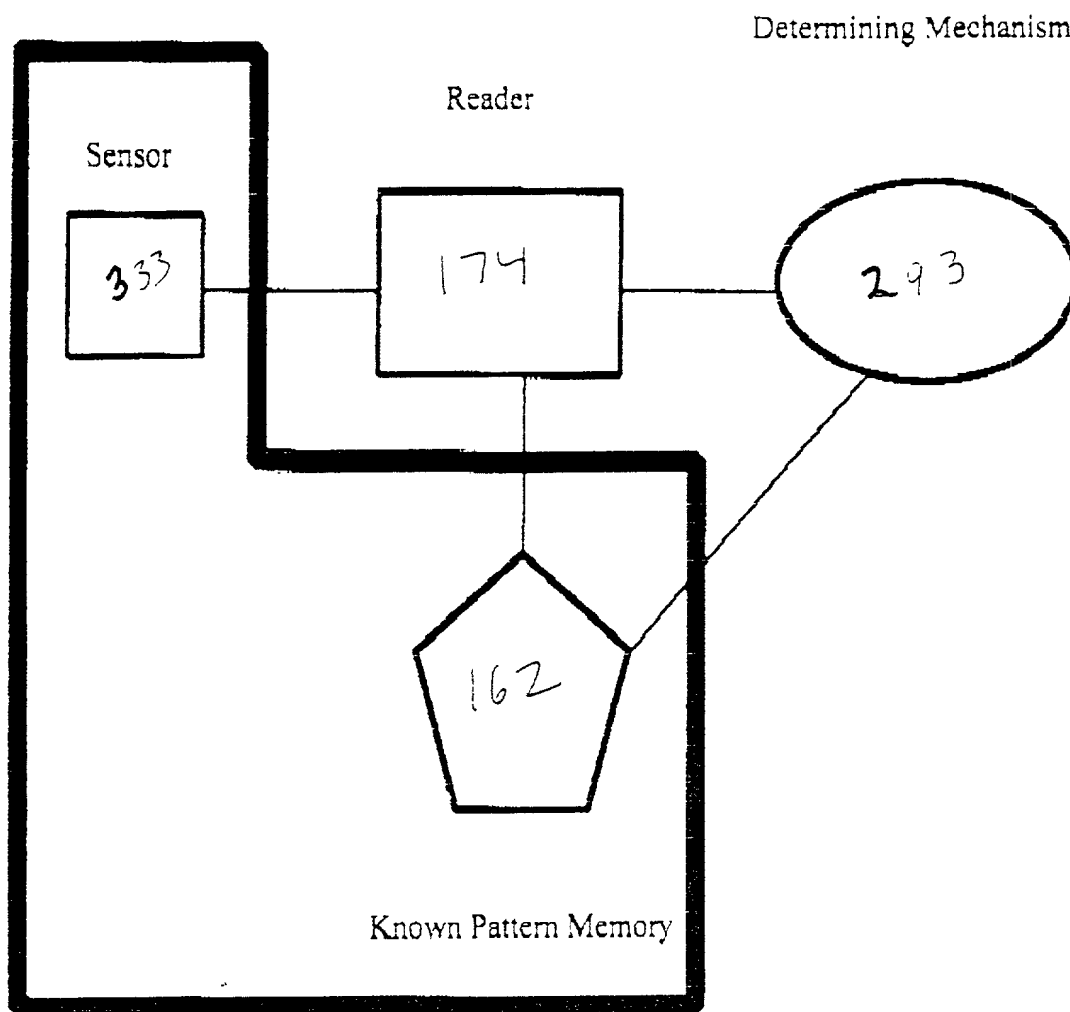 Determining Mechanism
Reader
Sensor
333
174
293
162
Known Pattern Memory